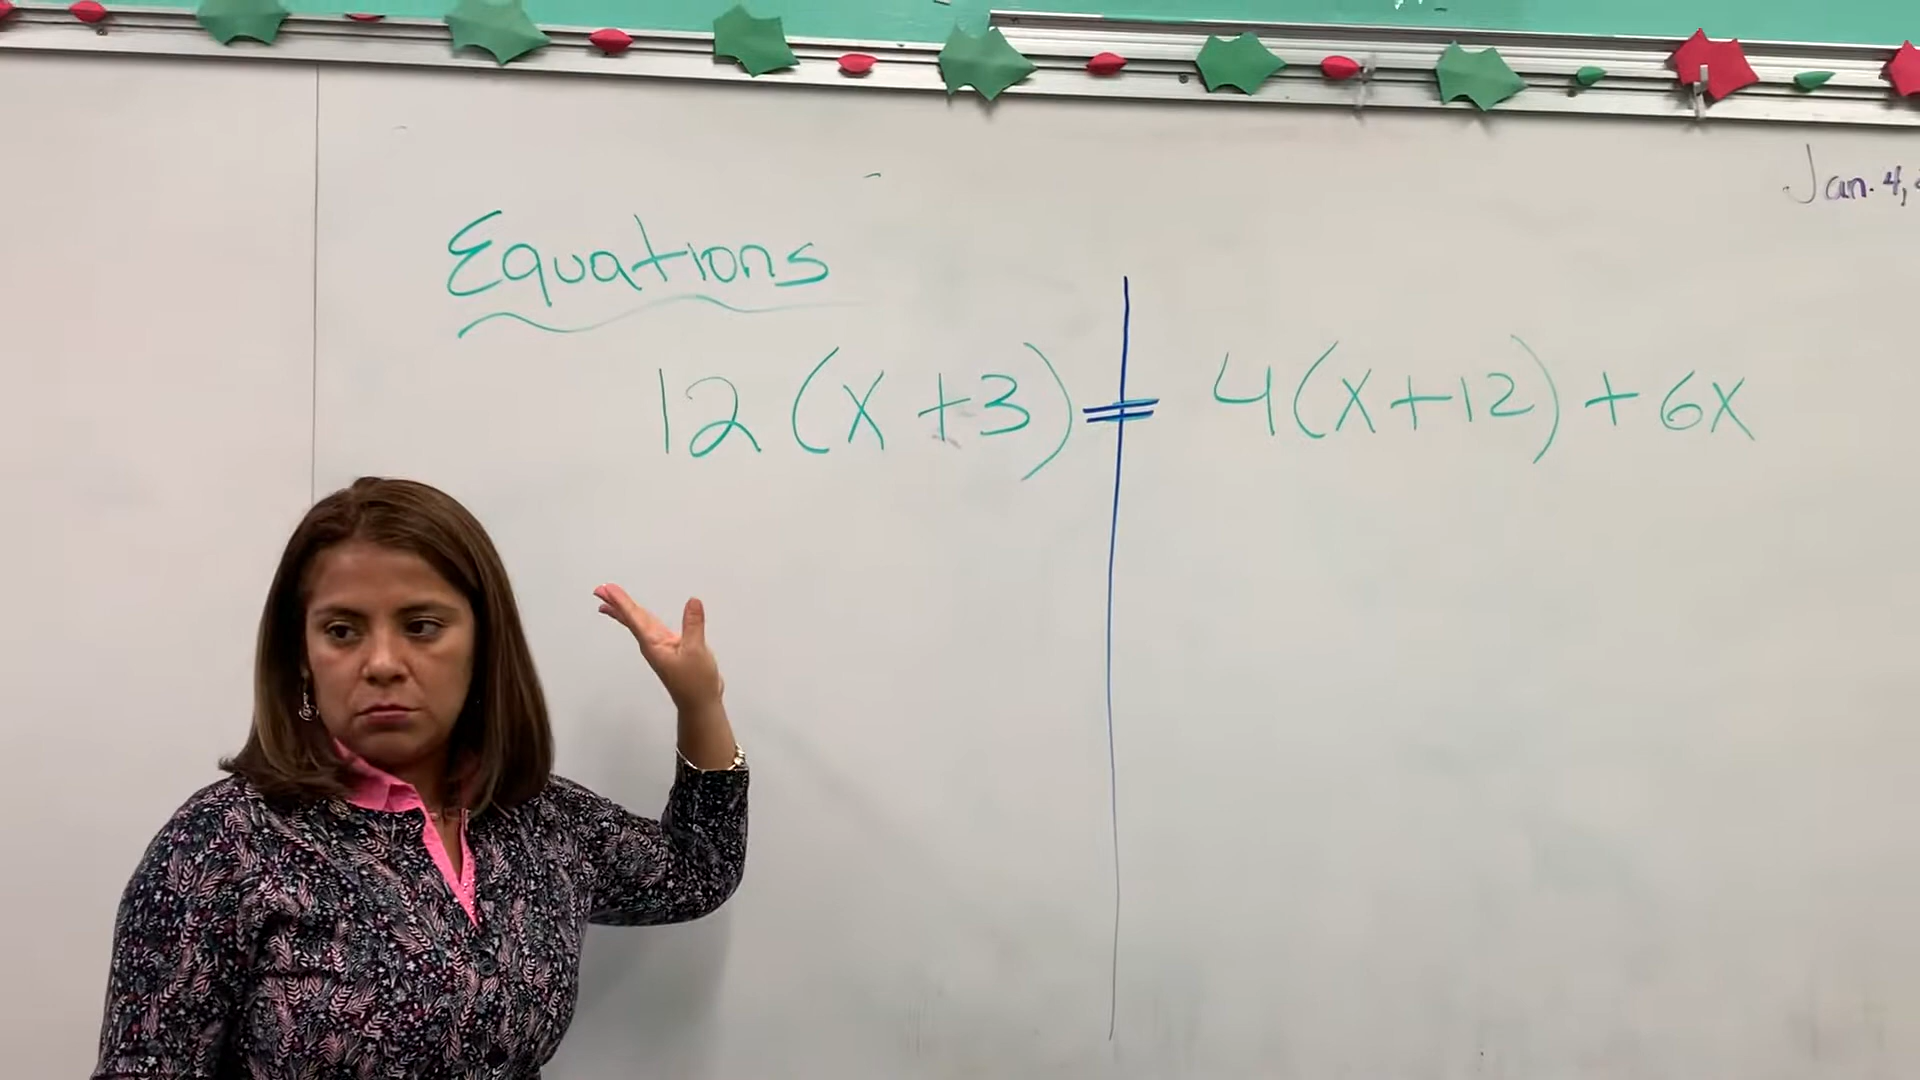 Jan. 4,
Equations
12(x+3) = 4(x+12)+6x